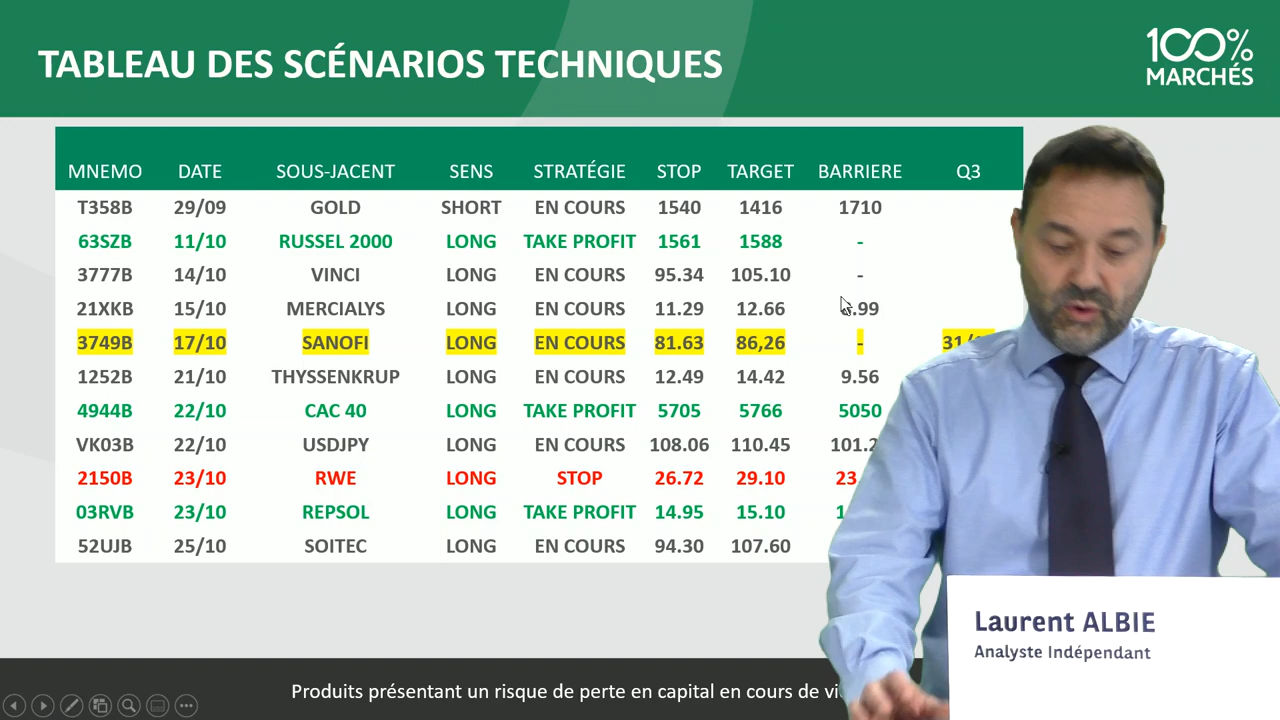 TABLEAU DES SCÉNARIOS TECHNIQUES
100%
MARCHÉS
MNEMO DATE SOUS-JACENT SENS STRATÉGIE STOP TARGET BARRIERE Q3
T358B 29/09 GOLD SHORT EN COURS 1540 1416 1710
63SZB 11/10 RUSSEL 2000 LONG TAKE PROFIT 1561 1588 -
3777B 14/10 VINCI LONG EN COURS 95.34 105.10 -
21XKB 15/10 MERCIALYS LONG EN COURS 11.29 12.66
3749B 17/10 SANOFI LONG EN COURS 81.63 86,26 -
1252B 21/10 THYSSENKRUP LONG EN COURS 12.49 14.42 9.56
4944B 22/10 CAC 40 LONG TAKE PROFIT 5705 5766 5050
VK03B 22/10 USDJPY LONG EN COURS 108.06 110.45
2150B 23/10 RWE LONG STOP 26.72 29.10
03RVB 23/10 REPSOL LONG TAKE PROFIT 14.95 15.10
52UJB 25/10 SOITEC LONG EN COURS 94.30 107.60
Laurent ALBIE
Analyste Indépendant
Produits présentant un risque de perte en capital en cours de